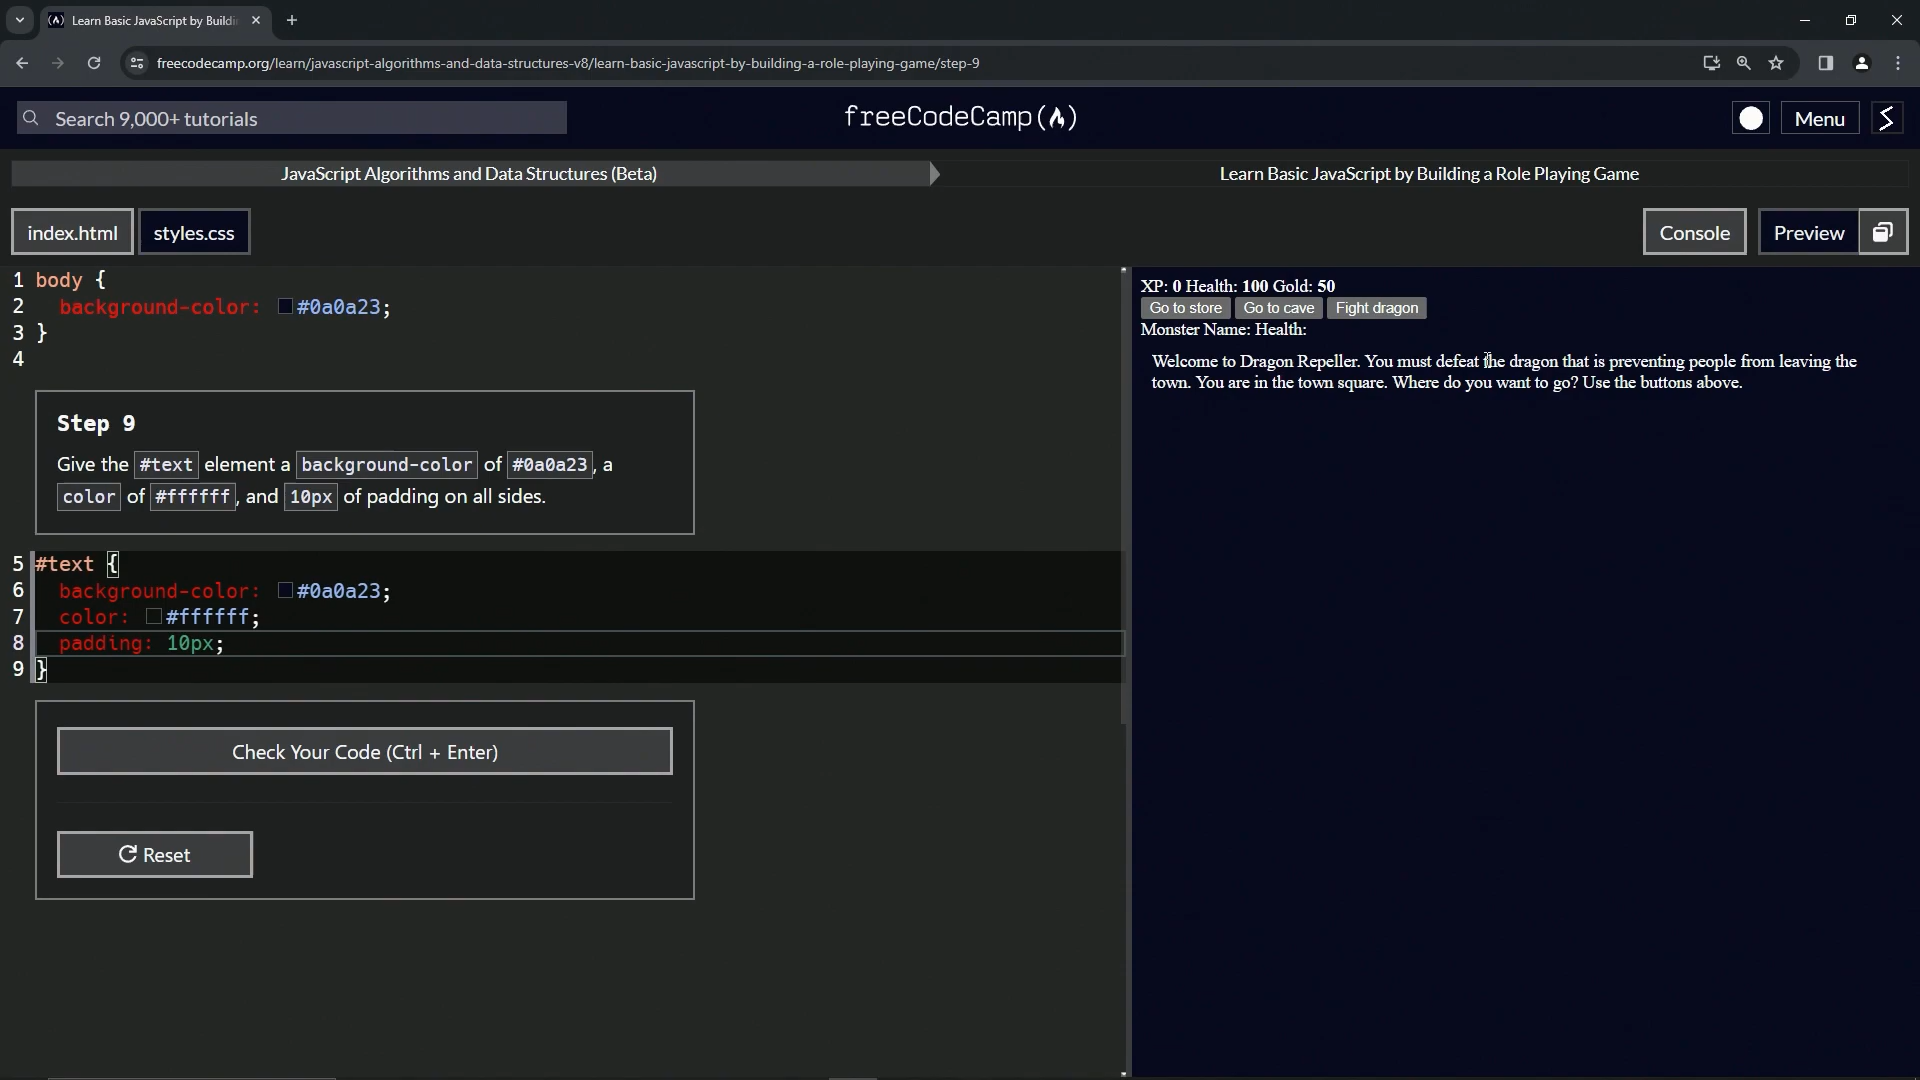 Learn Basic JavaScript by Buildi
freecodecamp.org/learn/javascript-algorithms-and-data-structures-v8/learn-basic-javascript-by-building-a-role-playing-game/step-9
Search 9,000+ tutorials
freeCodeCamp(🔥)
Menu
JavaScript Algorithms and Data Structures (Beta)
Learn Basic JavaScript by Building a Role Playing Game
index.html
styles.css
Console
Preview
1 body {
2   background-color: #0a0a23;
3 }
4
Step 9
Give the #text element a background-color of #0a0a23, a
color of #ffffff, and 10px of padding on all sides.
5 #text {
6   background-color: #0a0a23;
7   color: #ffffff;
8   padding: 10px;
9 }
Check Your Code (Ctrl + Enter)
Reset
XP: 0 Health: 100 Gold: 50
Go to store
Go to cave
Fight dragon
Monster Name: Health:
Welcome to Dragon Repeller. You must defeat the dragon that is preventing people from leaving the
town. You are in the town square. Where do you want to go? Use the buttons above.